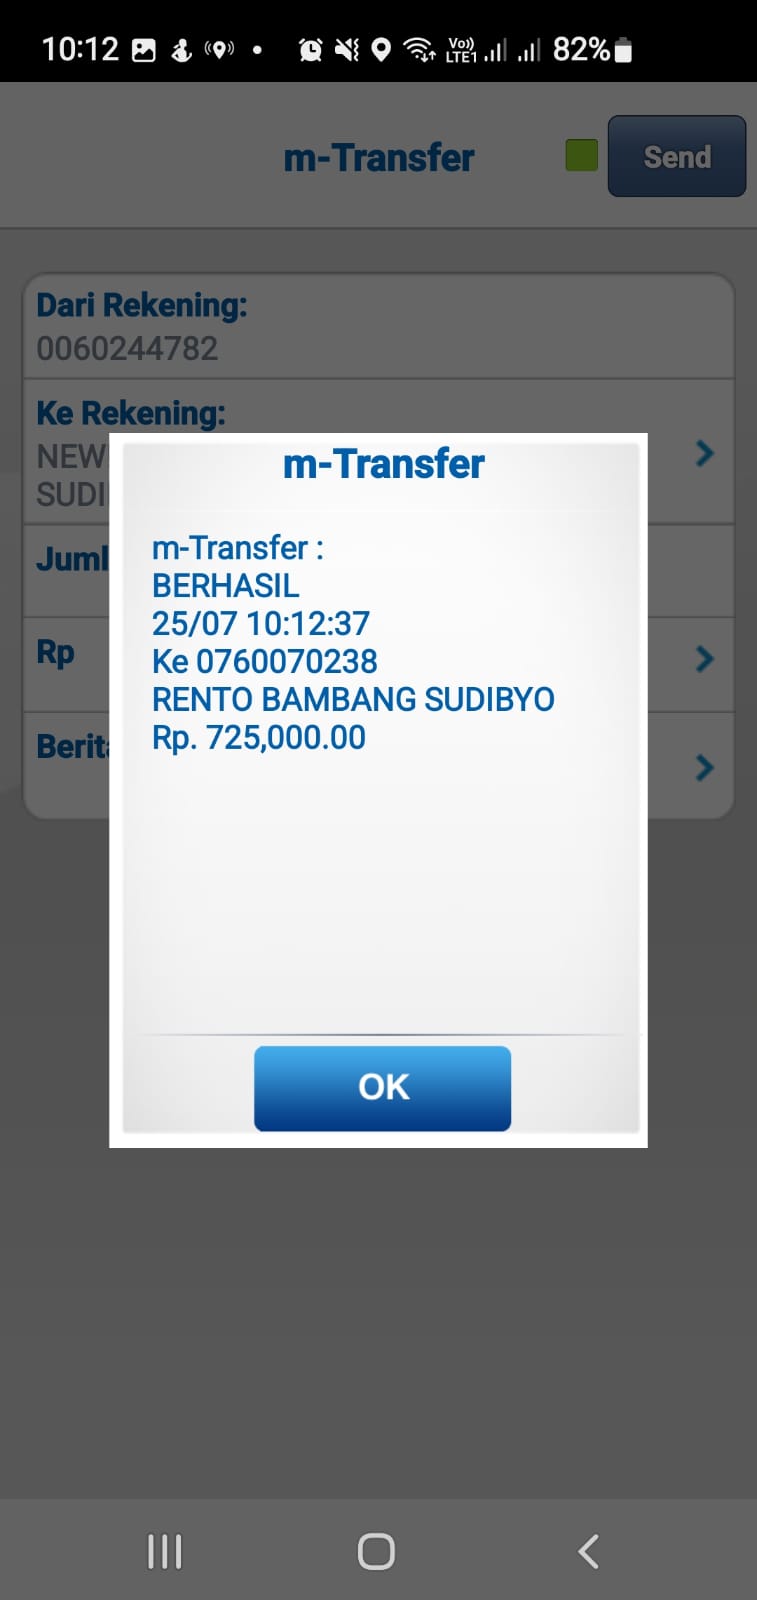 10:12
Vo)) LTE1 82%
m-Transfer
Send
Dari Rekening:
0060244782
Ke Rekening:
NEW
SUDI
Juml
Rp
Berita
m-Transfer
m-Transfer :
BERHASIL
25/07 10:12:37
Ke 0760070238
RENTO BAMBANG SUDIBYO
Rp. 725,000.00
OK